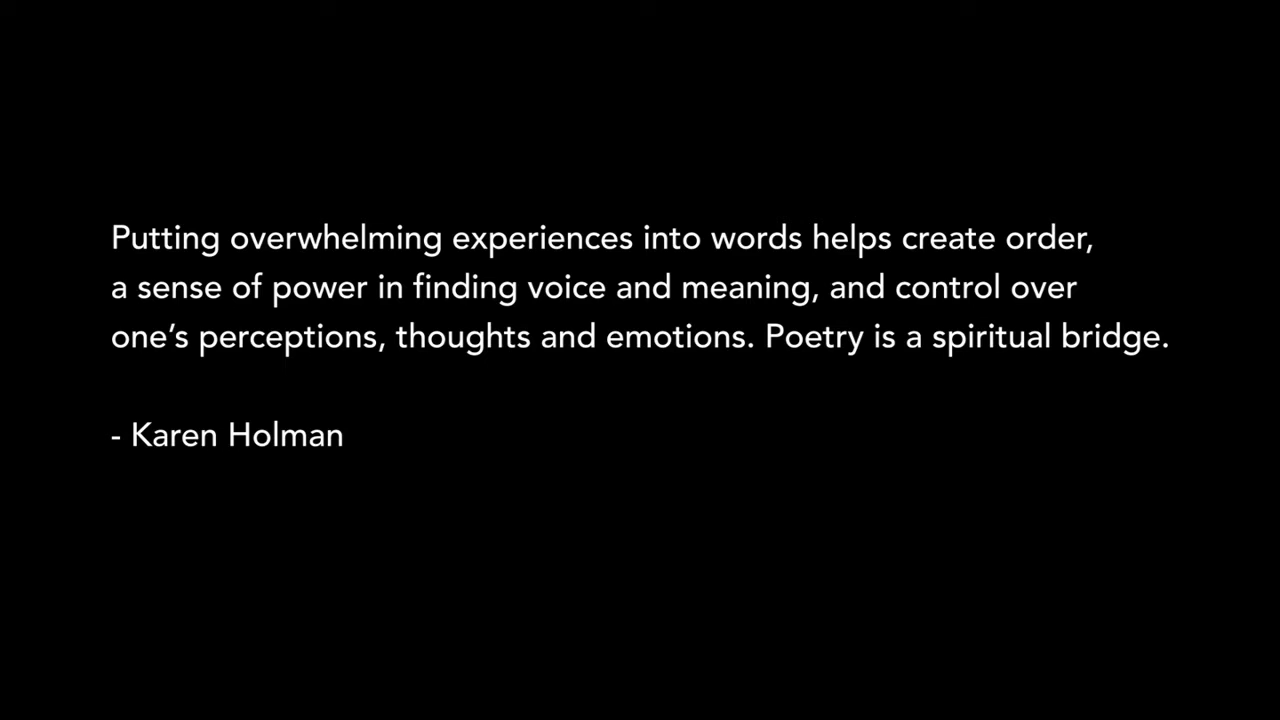 Putting overwhelming experiences into words helps create order,
a sense of power in finding voice and meaning, and control over
one’s perceptions, thoughts and emotions. Poetry is a spiritual bridge.
- Karen Holman